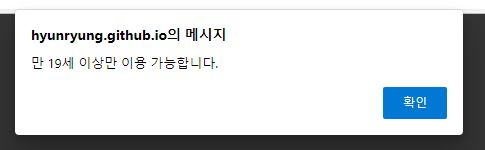 hyunryung.github.io의 메시지
만 19세 이상만 이용 가능합니다.
확인